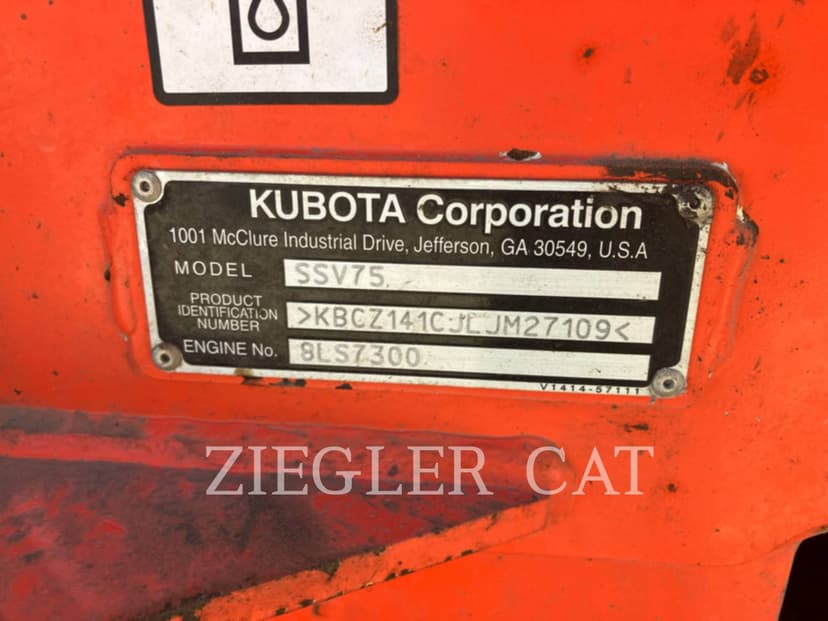 KUBOTA Corporation
1001 McClure Industrial Drive, Jefferson, GA 30549, U.S.A
MODEL SSV75
PRODUCT IDENTIFICATION NUMBER >KBCZ141CJLJM27109<
ENGINE No. 8LS7300
V1414-57111
ZIEGLER CAT